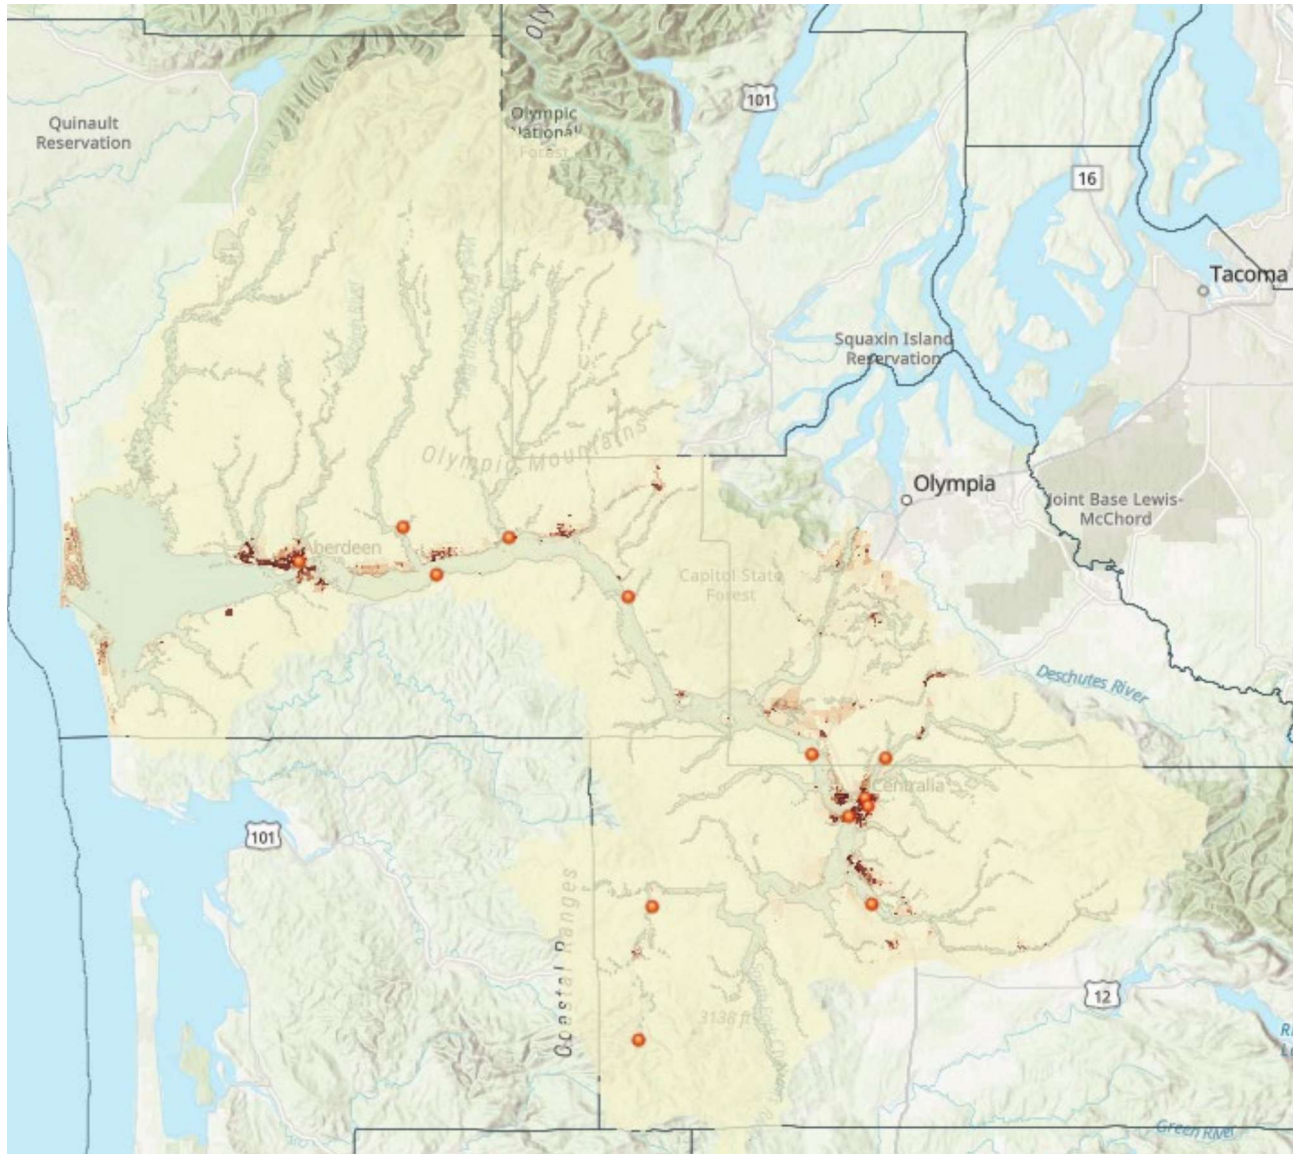 Oly
101
Quinault
Reservation
Olympic
National
Forest
16
Tacoma
Squaxin Island
Reservation
Olympic Mountains
Olympia
Joint Base Lewis-
McChord
Aberdeen
Capitol State
Forest
Deschutes River
Centralia
101
Coastal Ranges
12
3138 ft
Green River